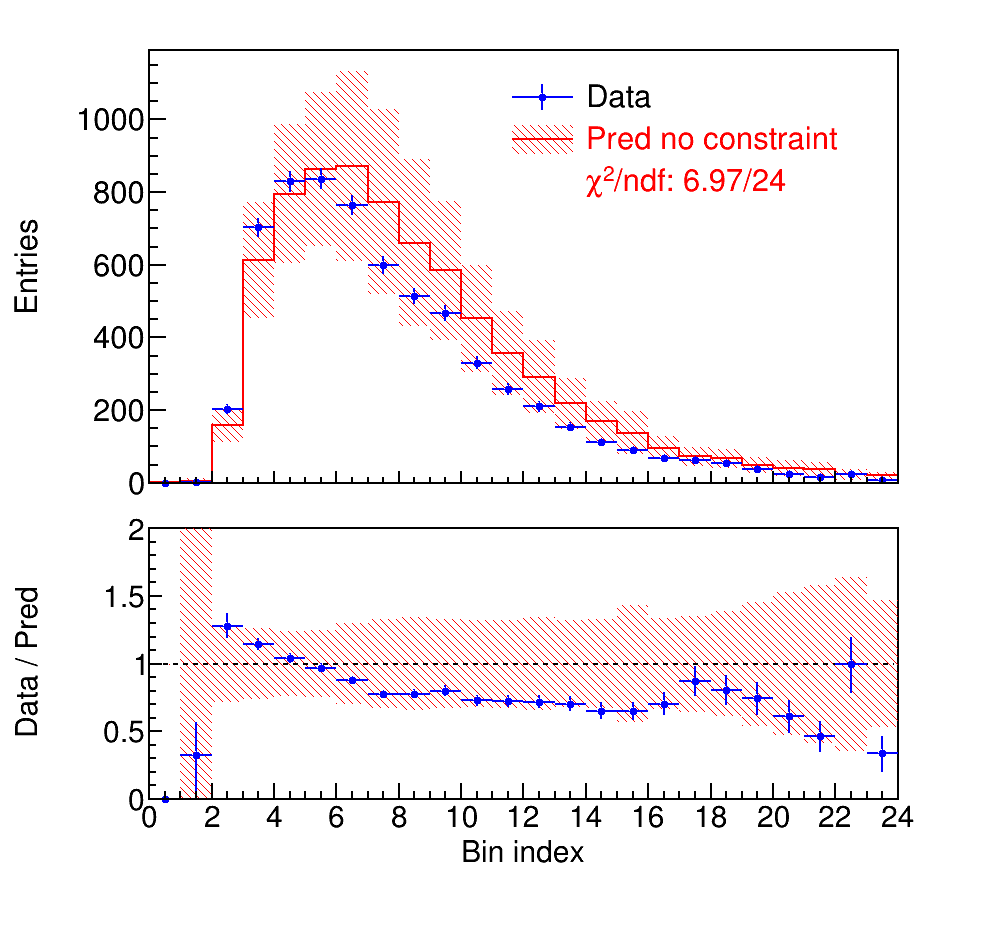 1000
800
600
400
200
0
Entries
Data
Pred no constraint
χ²/ndf: 6.97/24
2
1.5
1
0.5
0
Data / Pred
0 2 4 6 8 10 12 14 16 18 20 22 24
Bin index